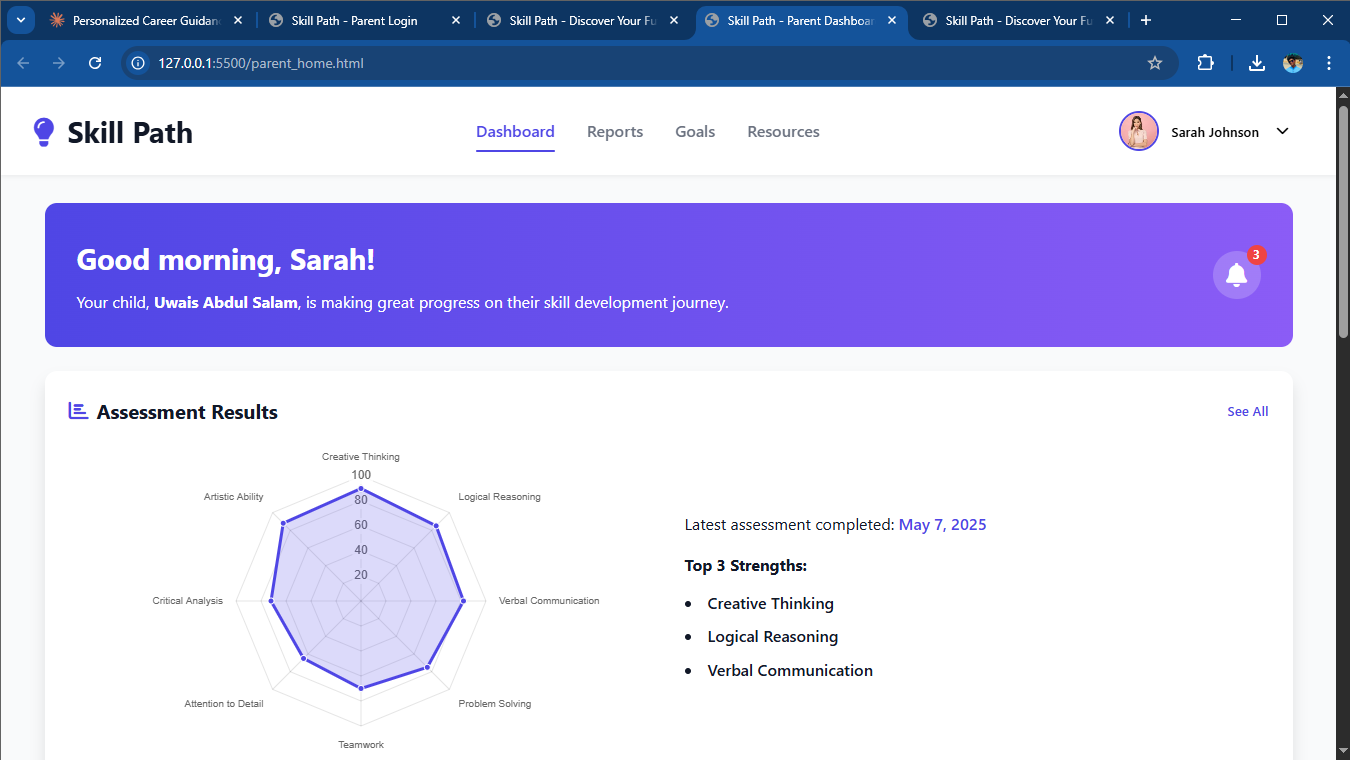 Personalized Career Guidanc
Skill Path - Parent Login
Skill Path - Discover Your Fu
Skill Path - Parent Dashboar
Skill Path - Discover Your Fu
127.0.0.1:5500/parent_home.html
Skill Path
Dashboard
Reports
Goals
Resources
Sarah Johnson
Good morning, Sarah!
3
Your child, Uwais Abdul Salam, is making great progress on their skill development journey.
Assessment Results
See All
Creative Thinking
100
Artistic Ability
Logical Reasoning
80
60
40
20
Critical Analysis
Verbal Communication
Attention to Detail
Problem Solving
Teamwork
Latest assessment completed: May 7, 2025
Top 3 Strengths:
• Creative Thinking
• Logical Reasoning
• Verbal Communication